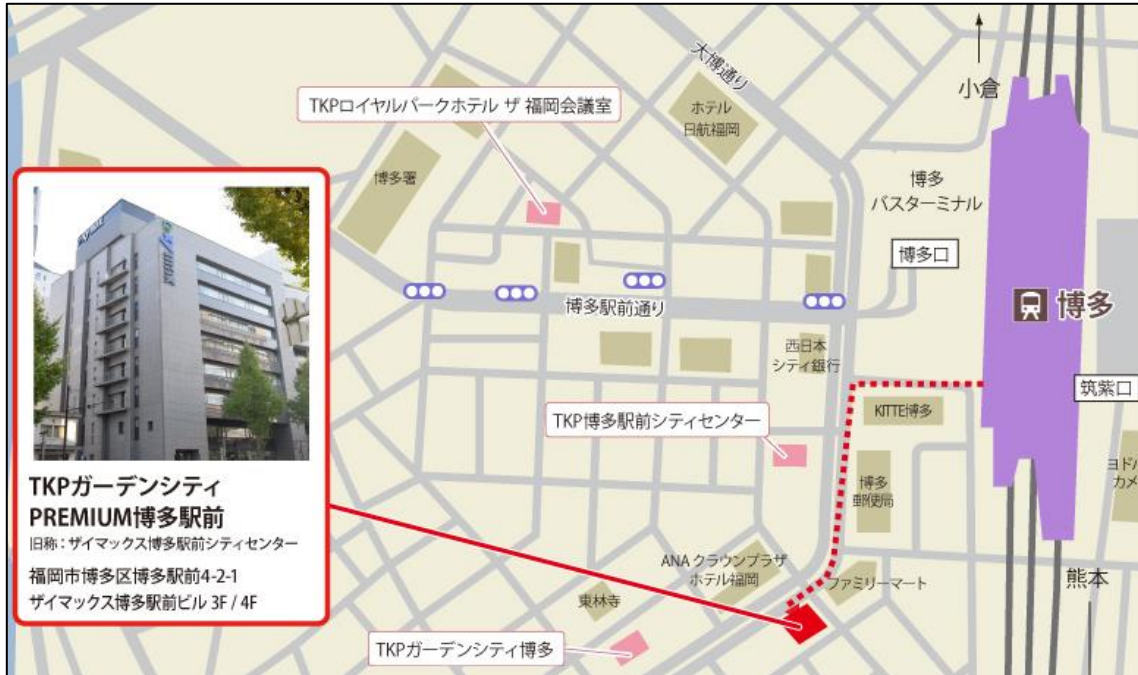 大博通り
小倉
TKPロイヤルパークホテル ザ 福岡会議室
ホテル
日航福岡
博多署
博多
バスターミナル
博多口
博多駅前通り
博多
西日本
シティ銀行
筑紫口
KITTE博多
TKP博多駅前シティセンター
博多
郵便局
ヨドバ
カメ
TKPガーデンシティ
PREMIUM博多駅前
旧称：ザイマックス博多駅前シティセンター
福岡市博多区博多駅前4-2-1
ザイマックス博多駅前ビル 3F / 4F
ANA クラウンプラザ
ホテル福岡
ファミリーマート
熊本
東林寺
TKPガーデンシティ博多